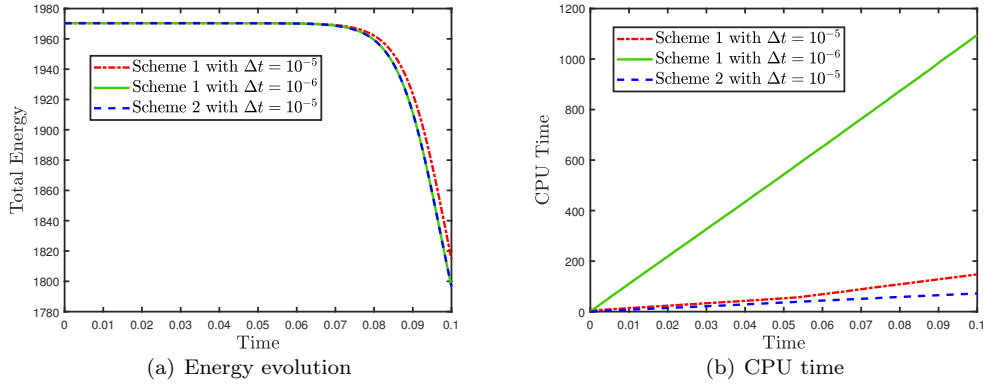 1980
1960
1940
1920
1900
1880
1860
1840
1820
1800
1780
Total Energy
Scheme 1 with Δt = 10⁻⁵
Scheme 1 with Δt = 10⁻⁶
Scheme 2 with Δt = 10⁻⁵
0 0.01 0.02 0.03 0.04 0.05 0.06 0.07 0.08 0.09 0.1
Time
(a) Energy evolution
1200
1000
800
600
400
200
0
CPU Time
Scheme 1 with Δt = 10⁻⁵
Scheme 1 with Δt = 10⁻⁶
Scheme 2 with Δt = 10⁻⁵
0 0.01 0.02 0.03 0.04 0.05 0.06 0.07 0.08 0.09 0.1
Time
(b) CPU time